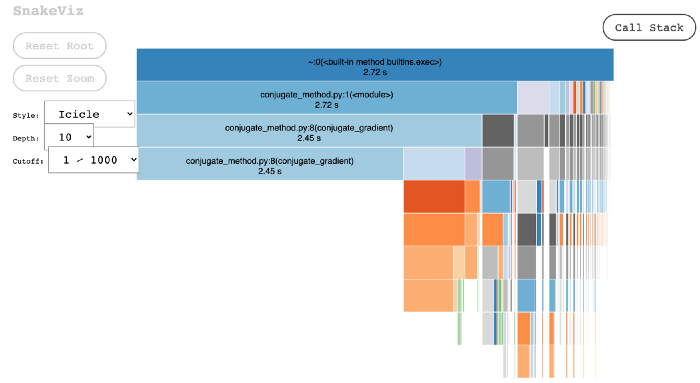 SnakeViz
Call Stack
Reset Root
Reset Zoom
Style: Icicle
Depth: 10
Cutoff: 1 / 1000
~:0(<built-in method builtins.exec>)
2.72 s
conjugate_method.py:1(<module>)
2.72 s
conjugate_method.py:8(conjugate_gradient)
2.45 s
conjugate_method.py:8(conjugate_gradient)
2.45 s